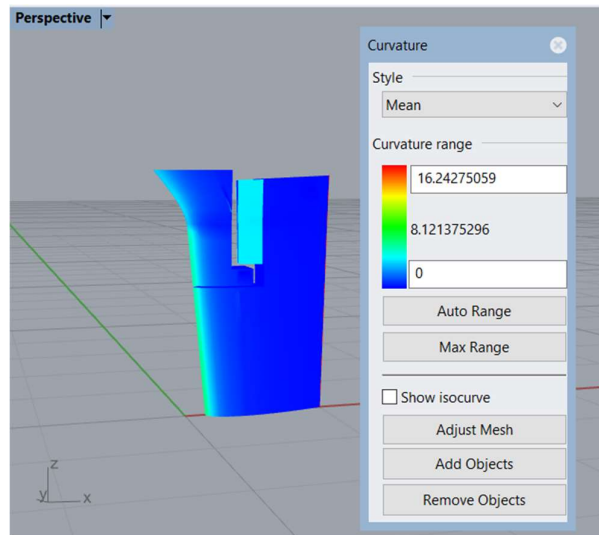 Perspective
Curvature
Style
Mean
Curvature range
16.24275059
8.121375296
0
Auto Range
Max Range
Show isocurve
Adjust Mesh
Add Objects
Remove Objects
z
y x